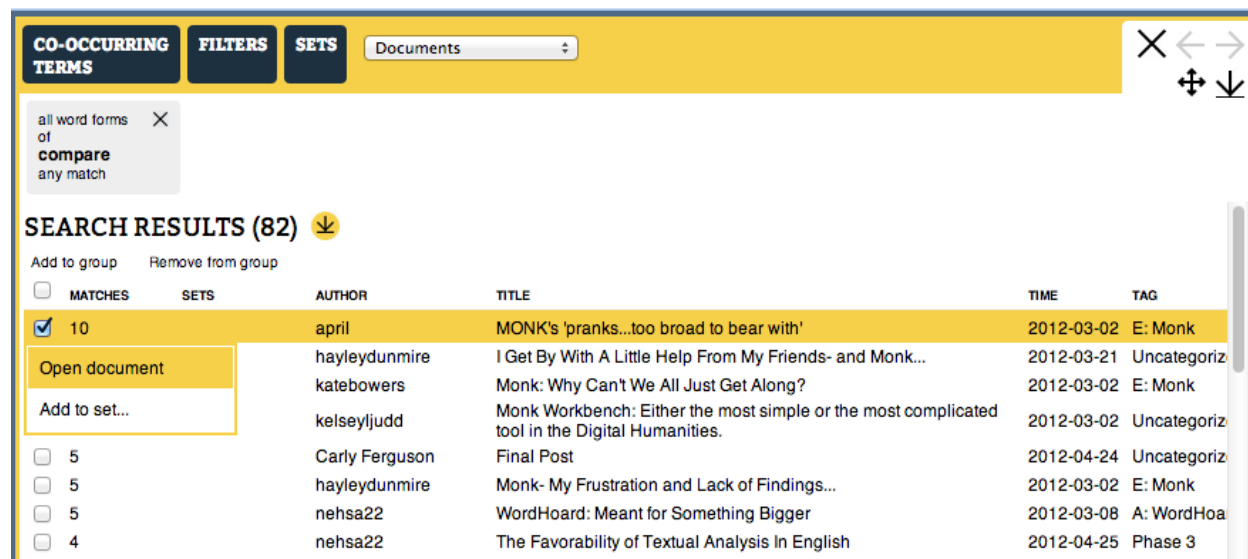 CO-OCCURRING TERMS FILTERS SETS Documents
all word forms
of
compare
any match
SEARCH RESULTS (82)
Add to group Remove from group
MATCHES SETS AUTHOR TITLE TIME TAG
10 april MONK's 'pranks...too broad to bear with' 2012-03-02 E: Monk
Open document
Add to set...
hayleydunmire I Get By With A Little Help From My Friends- and Monk... 2012-03-21 Uncategoriz
katebowers Monk: Why Can't We All Just Get Along? 2012-03-02 E: Monk
kelseyljudd Monk Workbench: Either the most simple or the most complicated
tool in the Digital Humanities. 2012-03-02 Uncategoriz
5 Carly Ferguson Final Post 2012-04-24 Uncategoriz
5 hayleydunmire Monk- My Frustration and Lack of Findings... 2012-03-02 E: Monk
5 nehsa22 WordHoard: Meant for Something Bigger 2012-03-08 A: WordHoa
4 nehsa22 The Favorability of Textual Analysis In English 2012-04-25 Phase 3